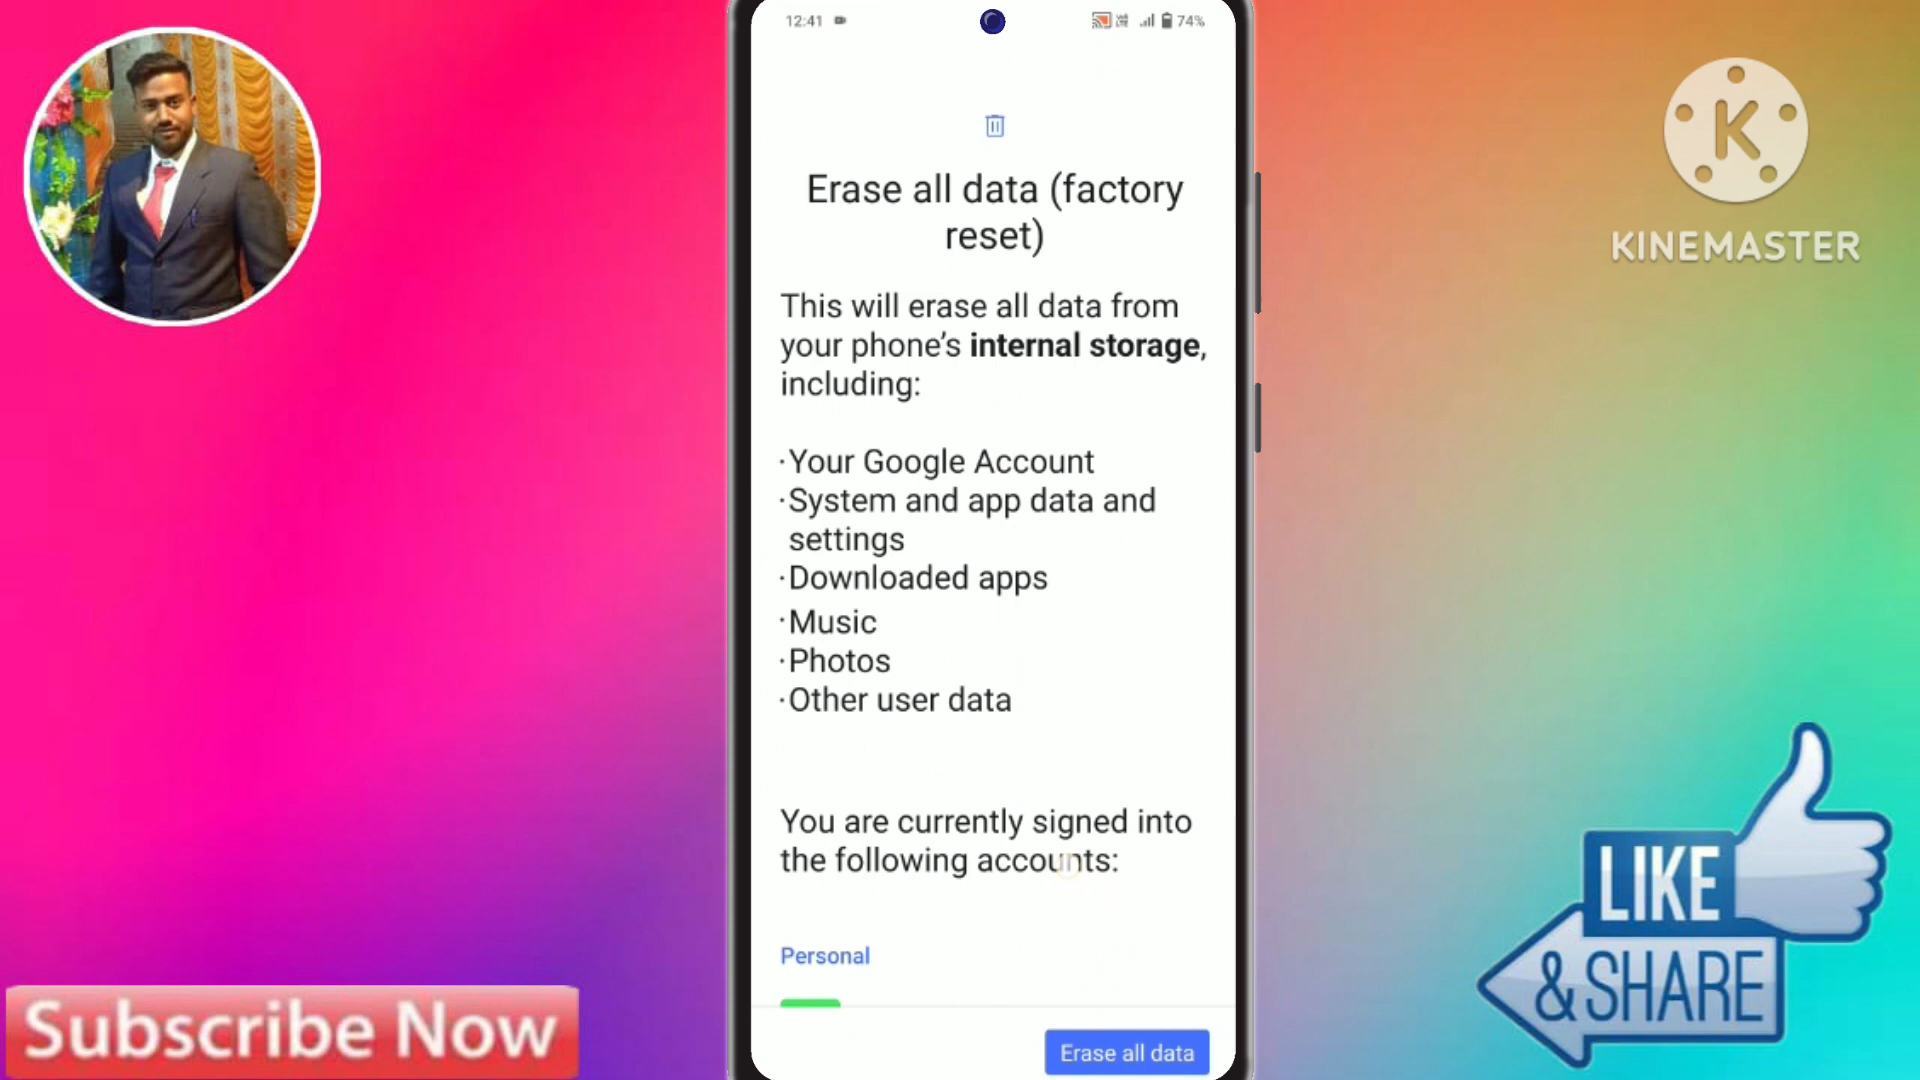 12:41
74%
Erase all data (factory
reset)
This will erase all data from
your phone’s internal storage,
including:
·Your Google Account
·System and app data and
settings
·Downloaded apps
·Music
·Photos
·Other user data
You are currently signed into
the following accounts:
Personal
Erase all data
K
KINEMASTER
LIKE
&SHARE
Subscribe Now